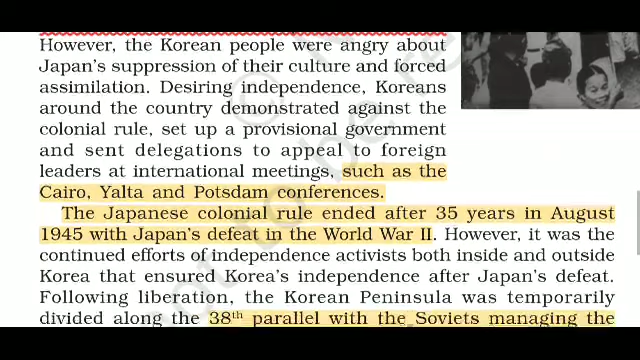 However, the Korean people were angry about
Japan's suppression of their culture and forced
assimilation. Desiring independence, Koreans
around the country demonstrated against the
colonial rule, set up a provisional government
and sent delegations to appeal to foreign
leaders at international meetings, such as the
Cairo, Yalta and Potsdam conferences.
The Japanese colonial rule ended after 35 years in August
1945 with Japan's defeat in the World War II. However, it was the
continued efforts of independence activists both inside and outside
Korea that ensured Korea's independence after Japan's defeat.
Following liberation, the Korean Peninsula was temporarily
divided along the 38th parallel with the Soviets managing the